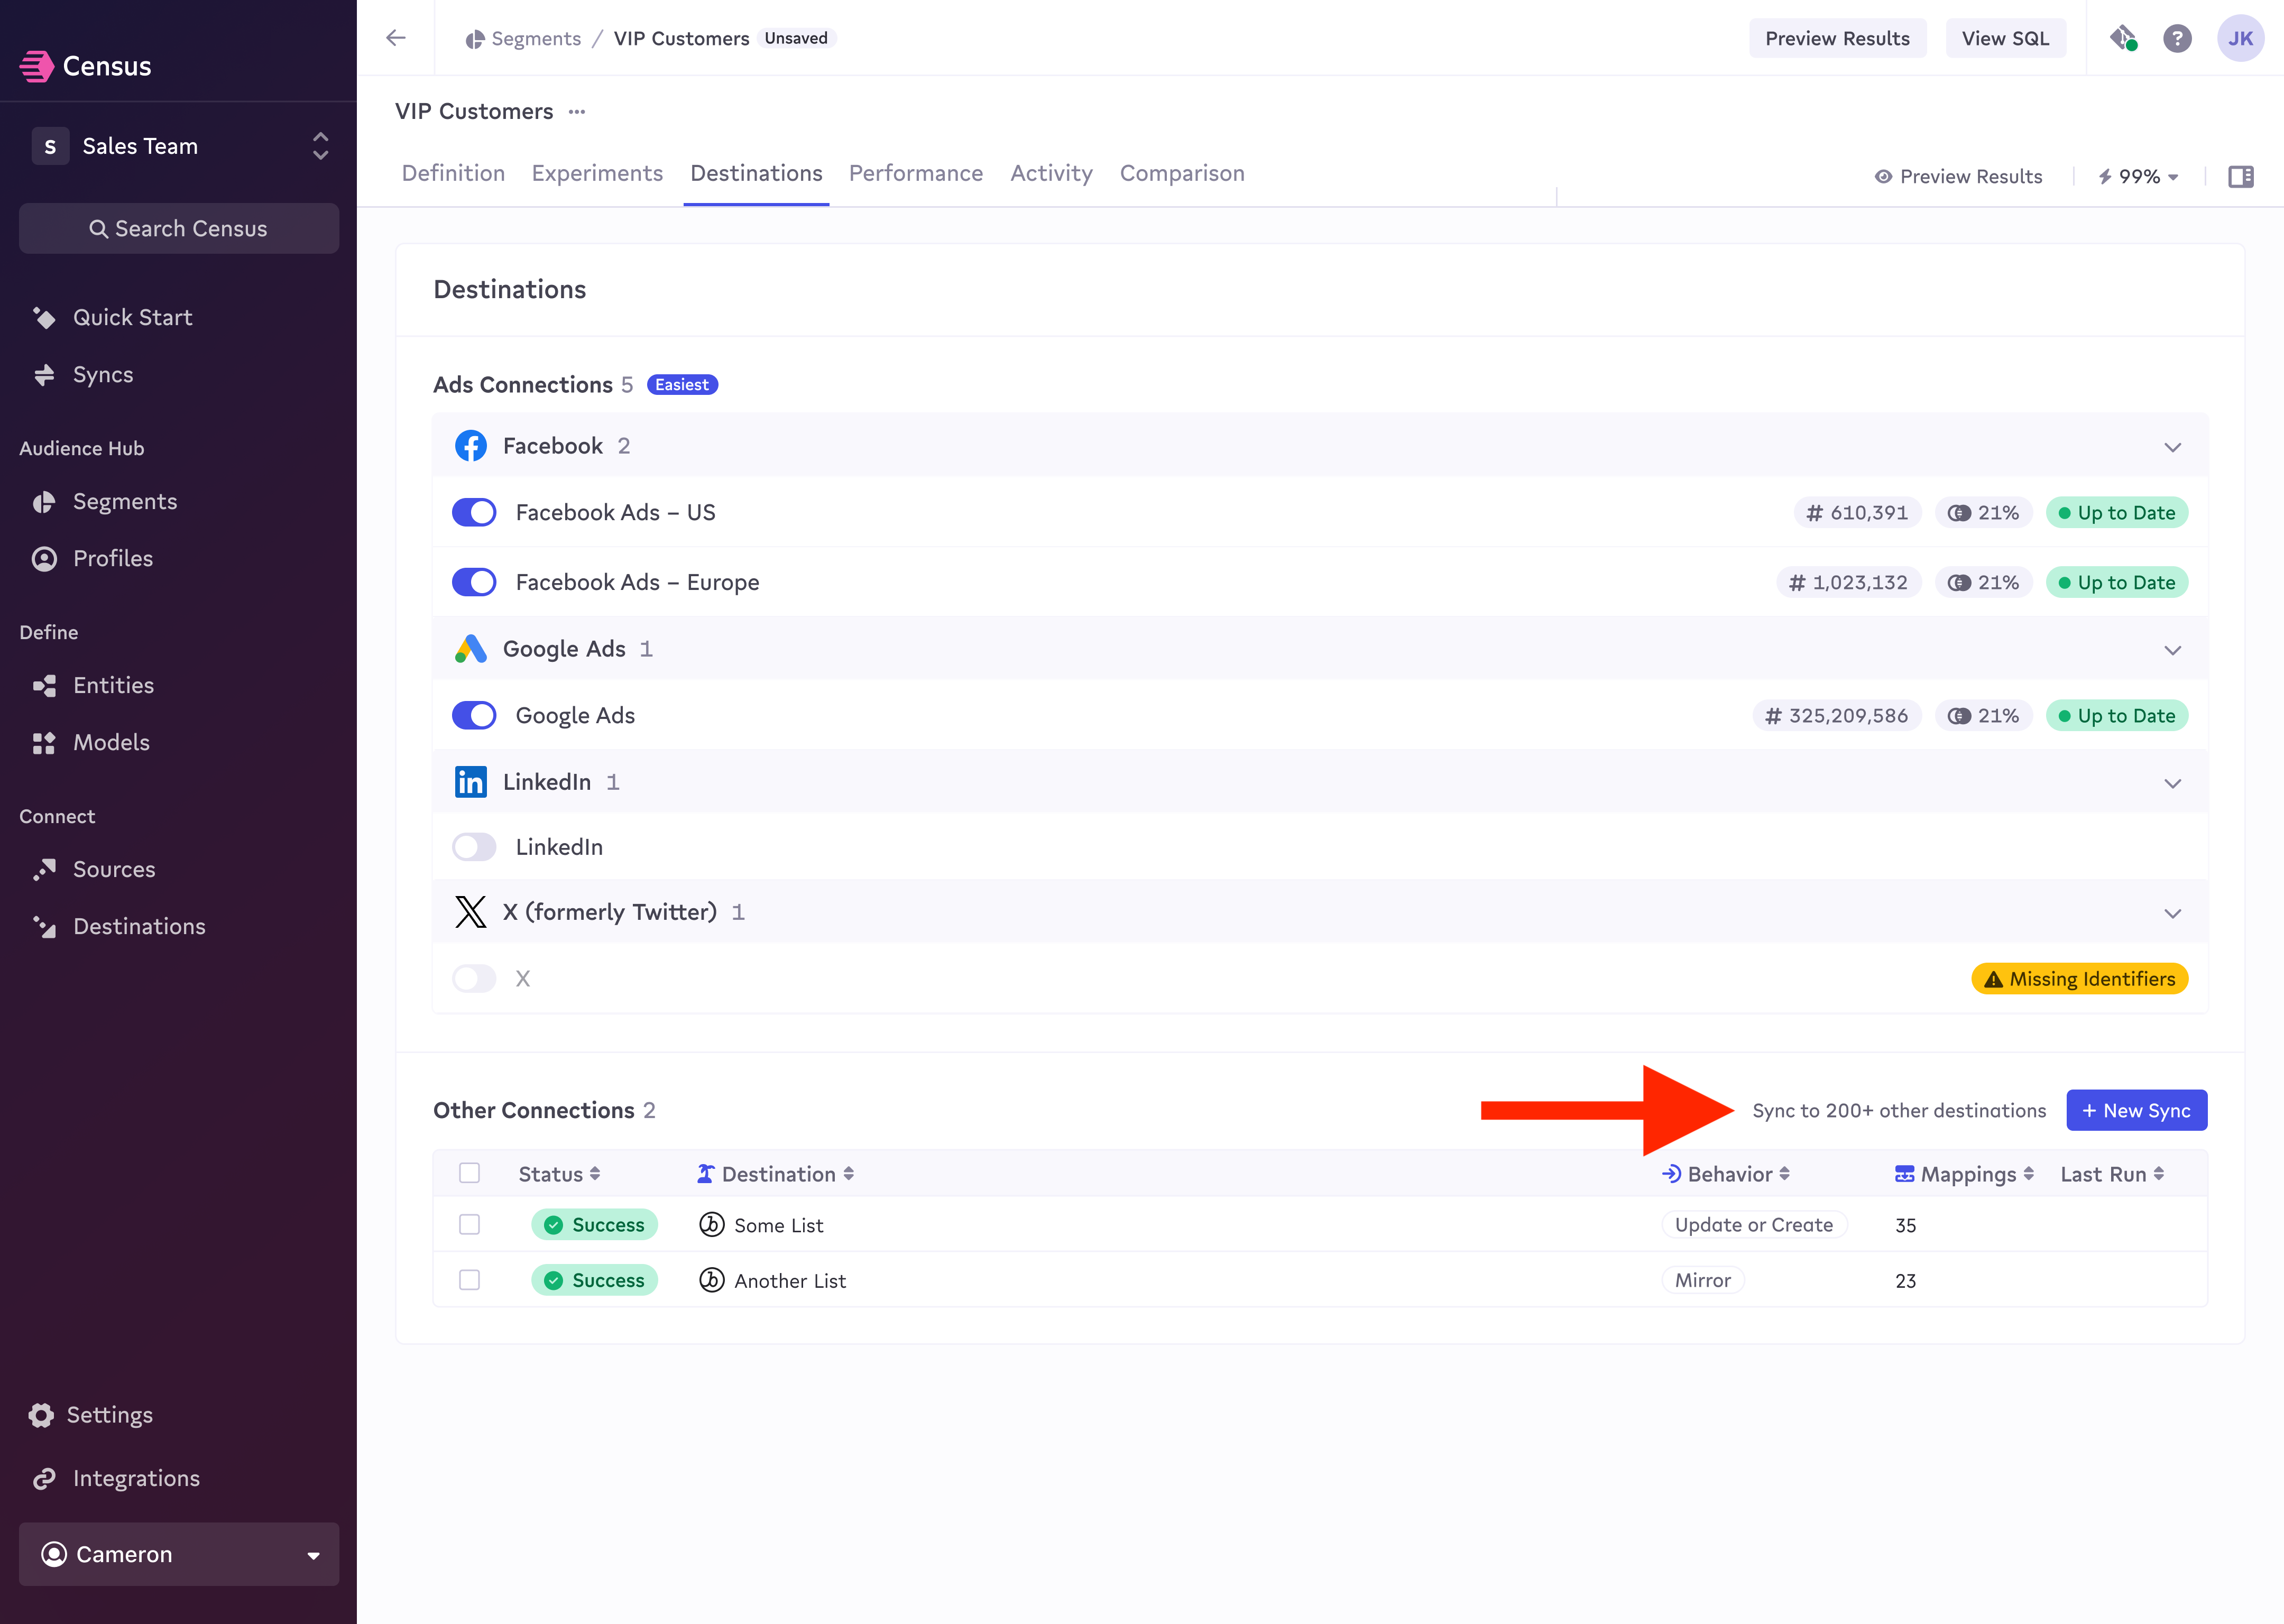 Census
S Sales Team
Search Census
Quick Start
Syncs
Audience Hub
Segments
Profiles
Define
Entities
Models
Connect
Sources
Destinations
Settings
Integrations
Cameron
Segments / VIP Customers Unsaved
Preview Results
View SQL
?
JK
VIP Customers ···
Definition Experiments Destinations Performance Activity Comparison
Preview Results
99%
Destinations
Ads Connections 5 Easiest
Facebook 2
Facebook Ads – US # 610,391 21% Up to Date
Facebook Ads – Europe # 1,023,132 21% Up to Date
Google Ads 1
Google Ads # 325,209,586 21% Up to Date
in LinkedIn 1
LinkedIn
X (formerly Twitter) 1
X Missing Identifiers
Other Connections 2 Sync to 200+ other destinations + New Sync
Status Destination Behavior Mappings Last Run
Success b Some List Update or Create 35
Success b Another List Mirror 23